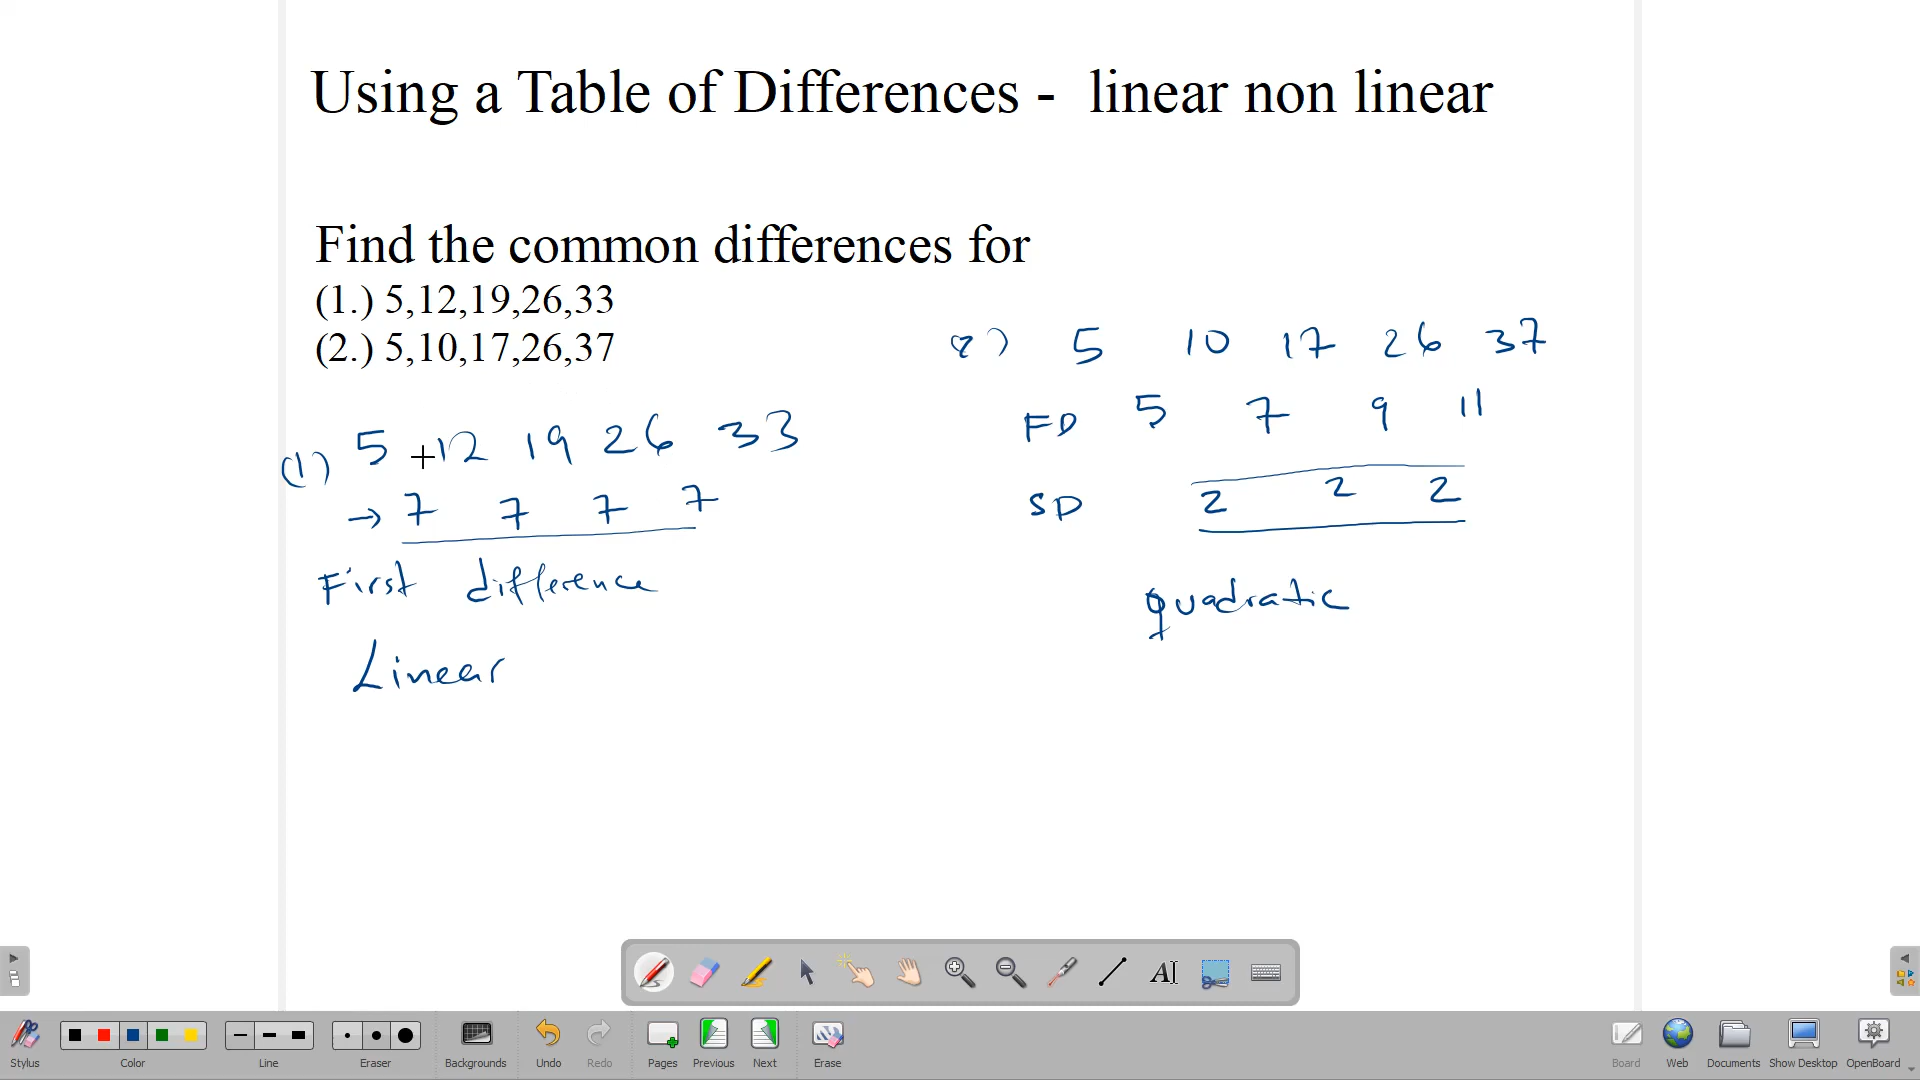 Using a Table of Differences - linear non linear
Find the common differences for
(1.) 5,12,19,26,33
(2.) 5,10,17,26,37
(1) 5 12 19 26 33
→ 7 7 7 7
First difference
Linear
2) 5 10 17 26 37
FD 5 7 9 11
SD 2 2 2
quadratic
Stylus Color Line Eraser Backgrounds Undo Redo Pages Previous Next Erase Board Web Documents Show Desktop OpenBoard